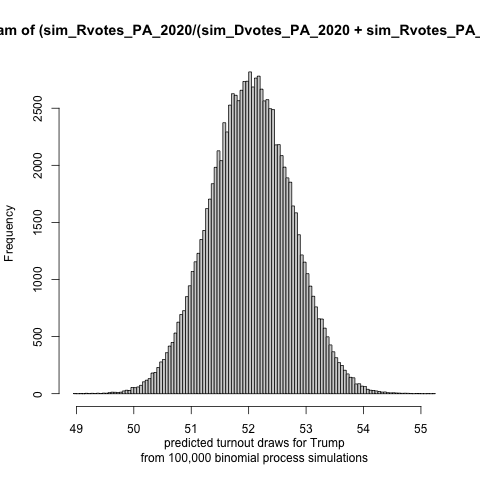 am of (sim_Rvotes_PA_2020/(sim_Dvotes_PA_2020 + sim_Rvotes_PA_
Frequency
2500
2000
1500
1000
500
0
49 50 51 52 53 54 55
predicted turnout draws for Trump
from 100,000 binomial process simulations